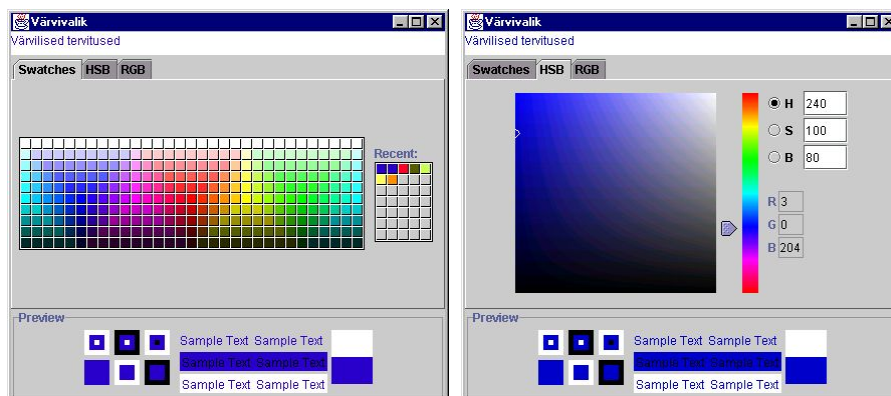 Värvivalik
Värvilised tervitused
Swatches HSB RGB
Recent:
Preview
Sample Text Sample Text
Sample Text Sample Text
Sample Text Sample Text
Värvivalik
Värvilised tervitused
Swatches HSB RGB
H 240
S 100
B 80
R 3
G 0
B 204
Preview
Sample Text Sample Text
Sample Text Sample Text
Sample Text Sample Text